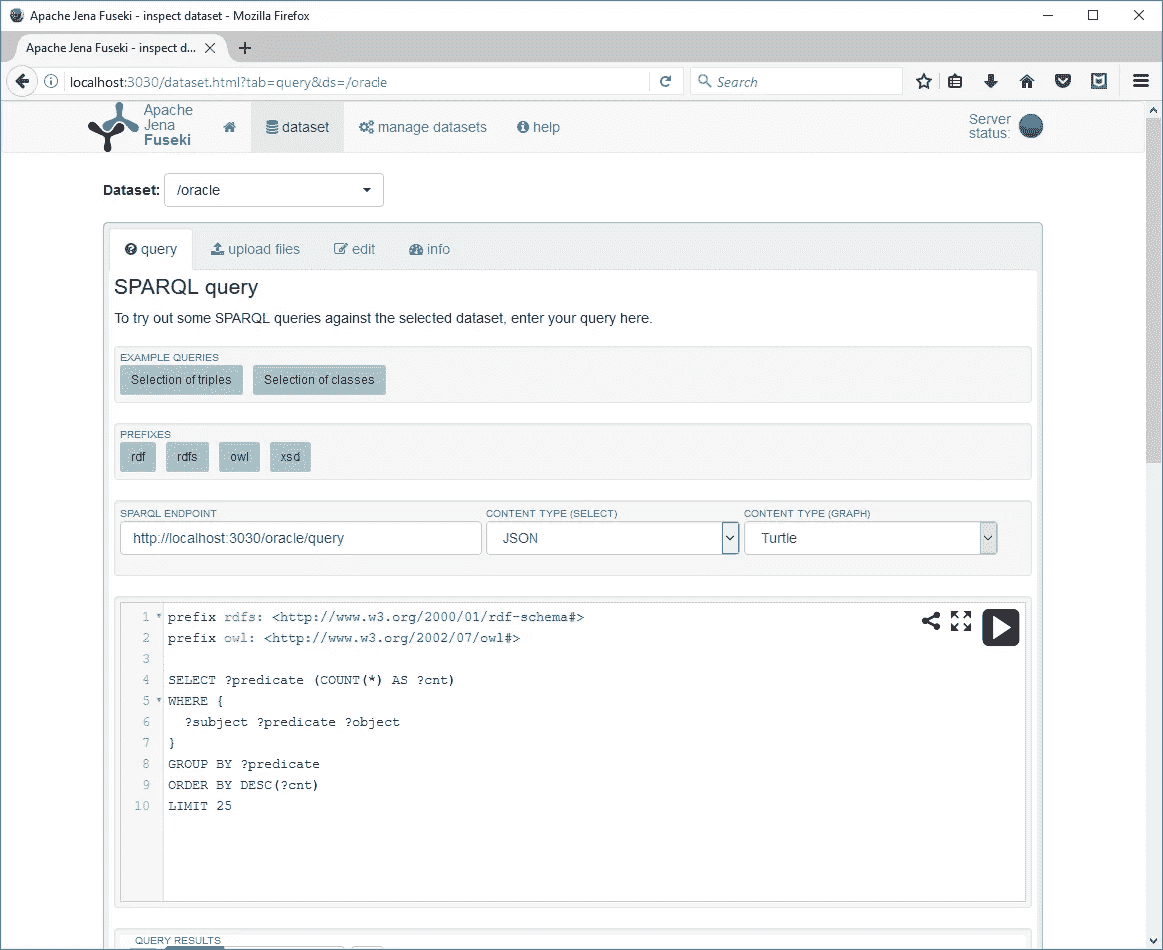 Apache Jena Fuseki - inspect dataset - Mozilla Firefox
Apache Jena Fuseki - inspect d...
localhost:3030/dataset.html?tab=query&ds=/oracle
Search
Apache
Jena
Fuseki
dataset
manage datasets
help
Server
status:
Dataset:
/oracle
query
upload files
edit
info
SPARQL query
To try out some SPARQL queries against the selected dataset, enter your query here.
EXAMPLE QUERIES
Selection of triples
Selection of classes
PREFIXES
rdf
rdfs
owl
xsd
SPARQL ENDPOINT
CONTENT TYPE (SELECT)
CONTENT TYPE (GRAPH)
http://localhost:3030/oracle/query
JSON
Turtle
1 prefix rdfs: <http://www.w3.org/2000/01/rdf-schema#>
2 prefix owl: <http://www.w3.org/2002/07/owl#>
3
4 SELECT ?predicate (COUNT(*) AS ?cnt)
5 WHERE {
6 ?subject ?predicate ?object
7 }
8 GROUP BY ?predicate
9 ORDER BY DESC(?cnt)
10 LIMIT 25
QUERY RESULTS